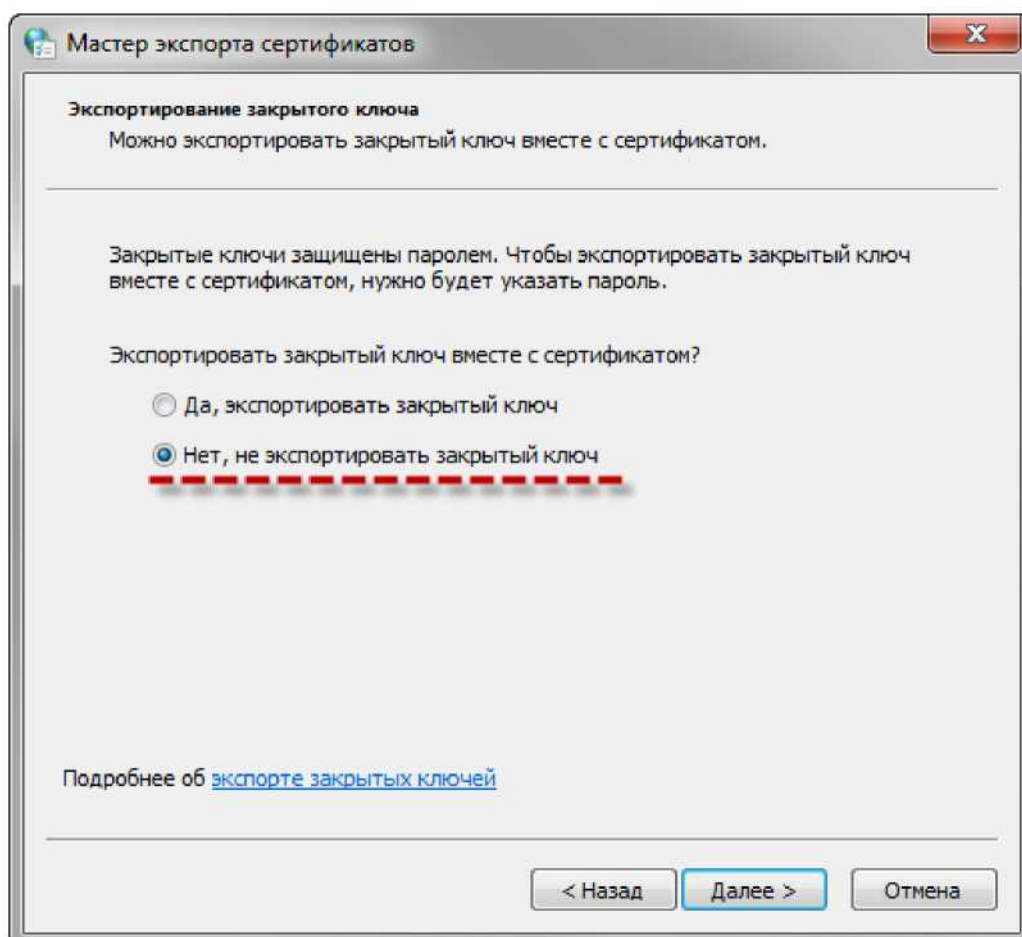 Мастер экспорта сертификатов
Экспортирование закрытого ключа
Можно экспортировать закрытый ключ вместе с сертификатом.
Закрытые ключи защищены паролем. Чтобы экспортировать закрытый ключ
вместе с сертификатом, нужно будет указать пароль.
Экспортировать закрытый ключ вместе с сертификатом?
Да, экспортировать закрытый ключ
Нет, не экспортировать закрытый ключ
Подробнее об экспорте закрытых ключей
< Назад Далее > Отмена